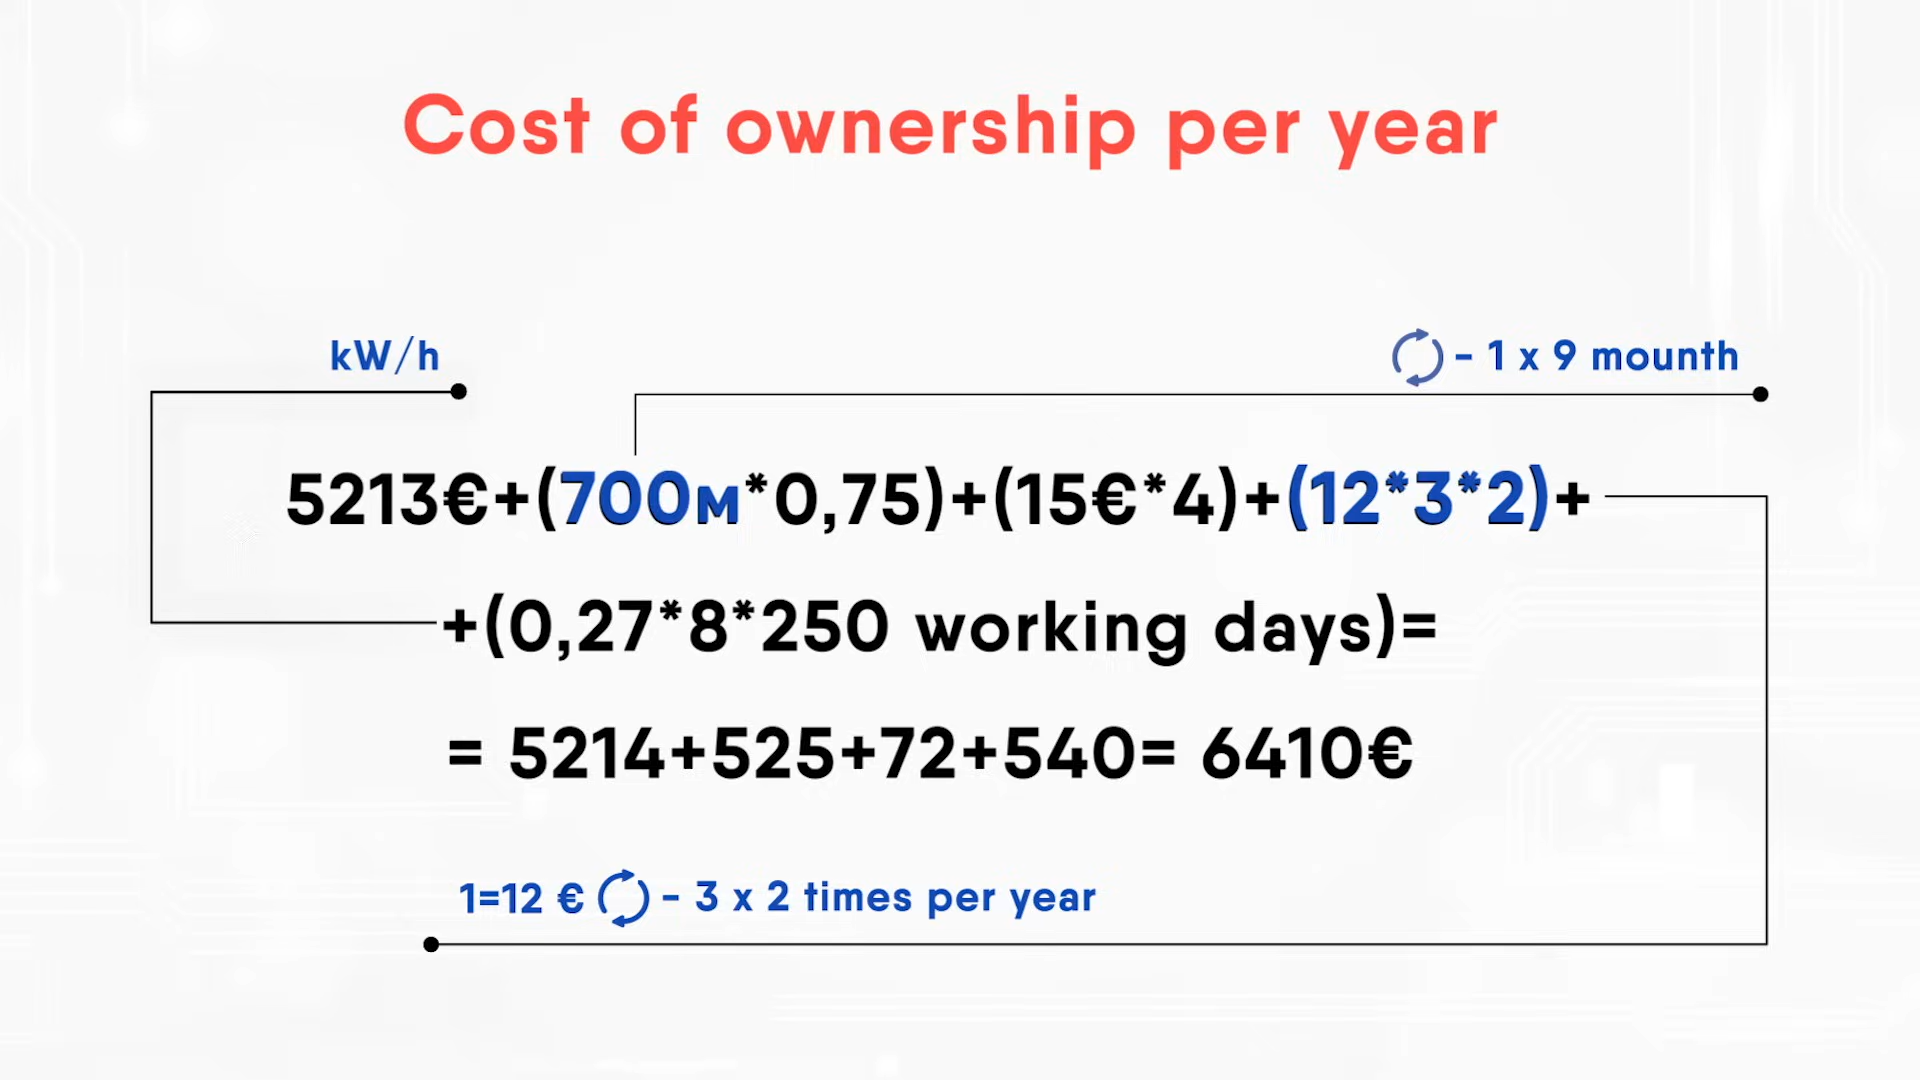 Cost of ownership per year
kW/h
- 1 x 9 mounth
5213€+(700м*0,75)+(15€*4)+(12*3*2)+
+(0,27*8*250 working days)=
= 5214+525+72+540= 6410€
1=12 € - 3 x 2 times per year